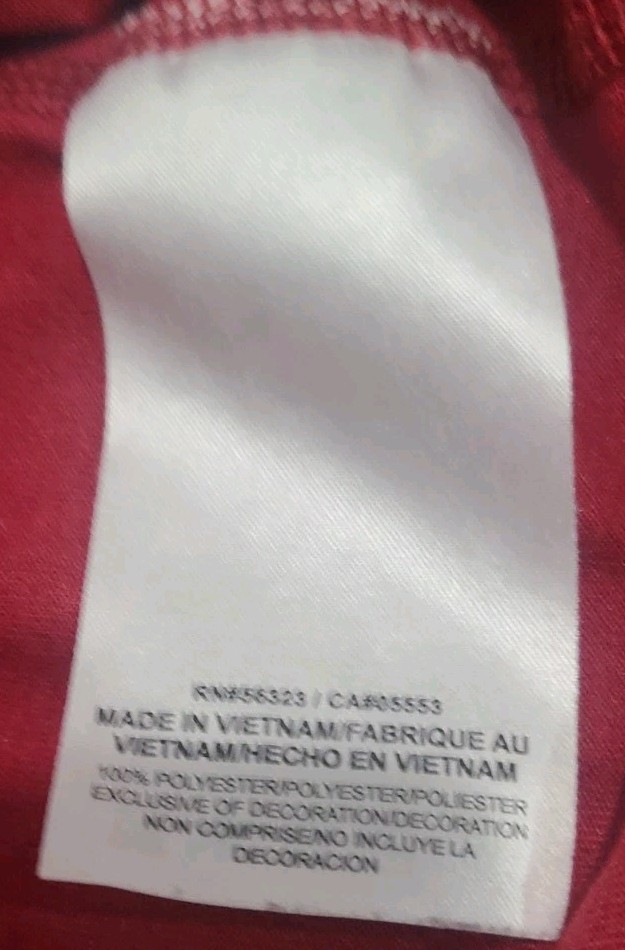 RN#56323 / CA#05553
MADE IN VIETNAM/FABRIQUE AU
VIETNAM/HECHO EN VIETNAM
100% POLYESTER/POLYESTER/POLIESTER
EXCLUSIVE OF DECORATION/DECORATION
NON COMPRISE/NO INCLUYE LA
DECORACION